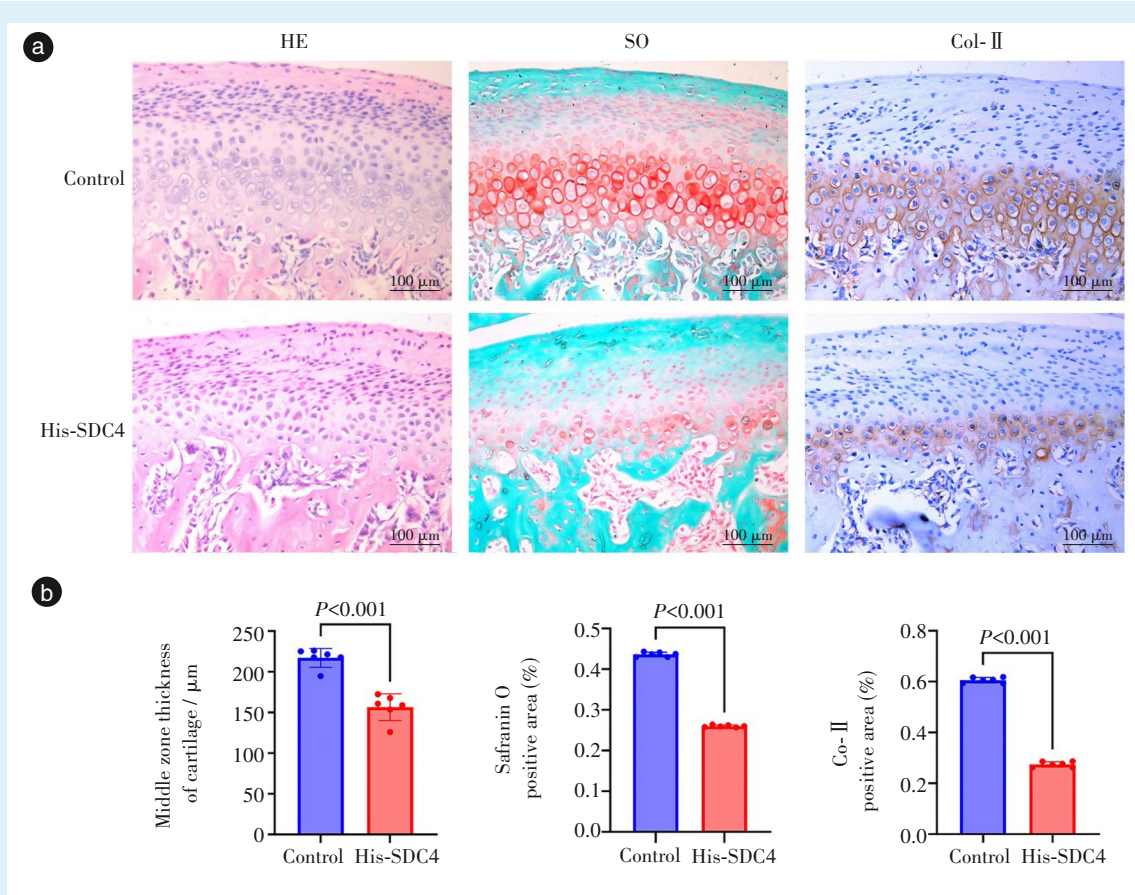 a
HE
SO
Col-Ⅱ
Control
100 μm
100 μm
100 μm
His-SDC4
100 μm
100 μm
100 μm
b
Middle zone thickness
of cartilage / μm
250
200
150
100
50
0
P<0.001
Control
His-SDC4
Safranin O
positive area (%)
0.5
0.4
0.3
0.2
0.1
0.0
P<0.001
Control
His-SDC4
Co-Ⅱ
positive area (%)
0.8
0.6
0.4
0.2
0.0
P<0.001
Control
His-SDC4